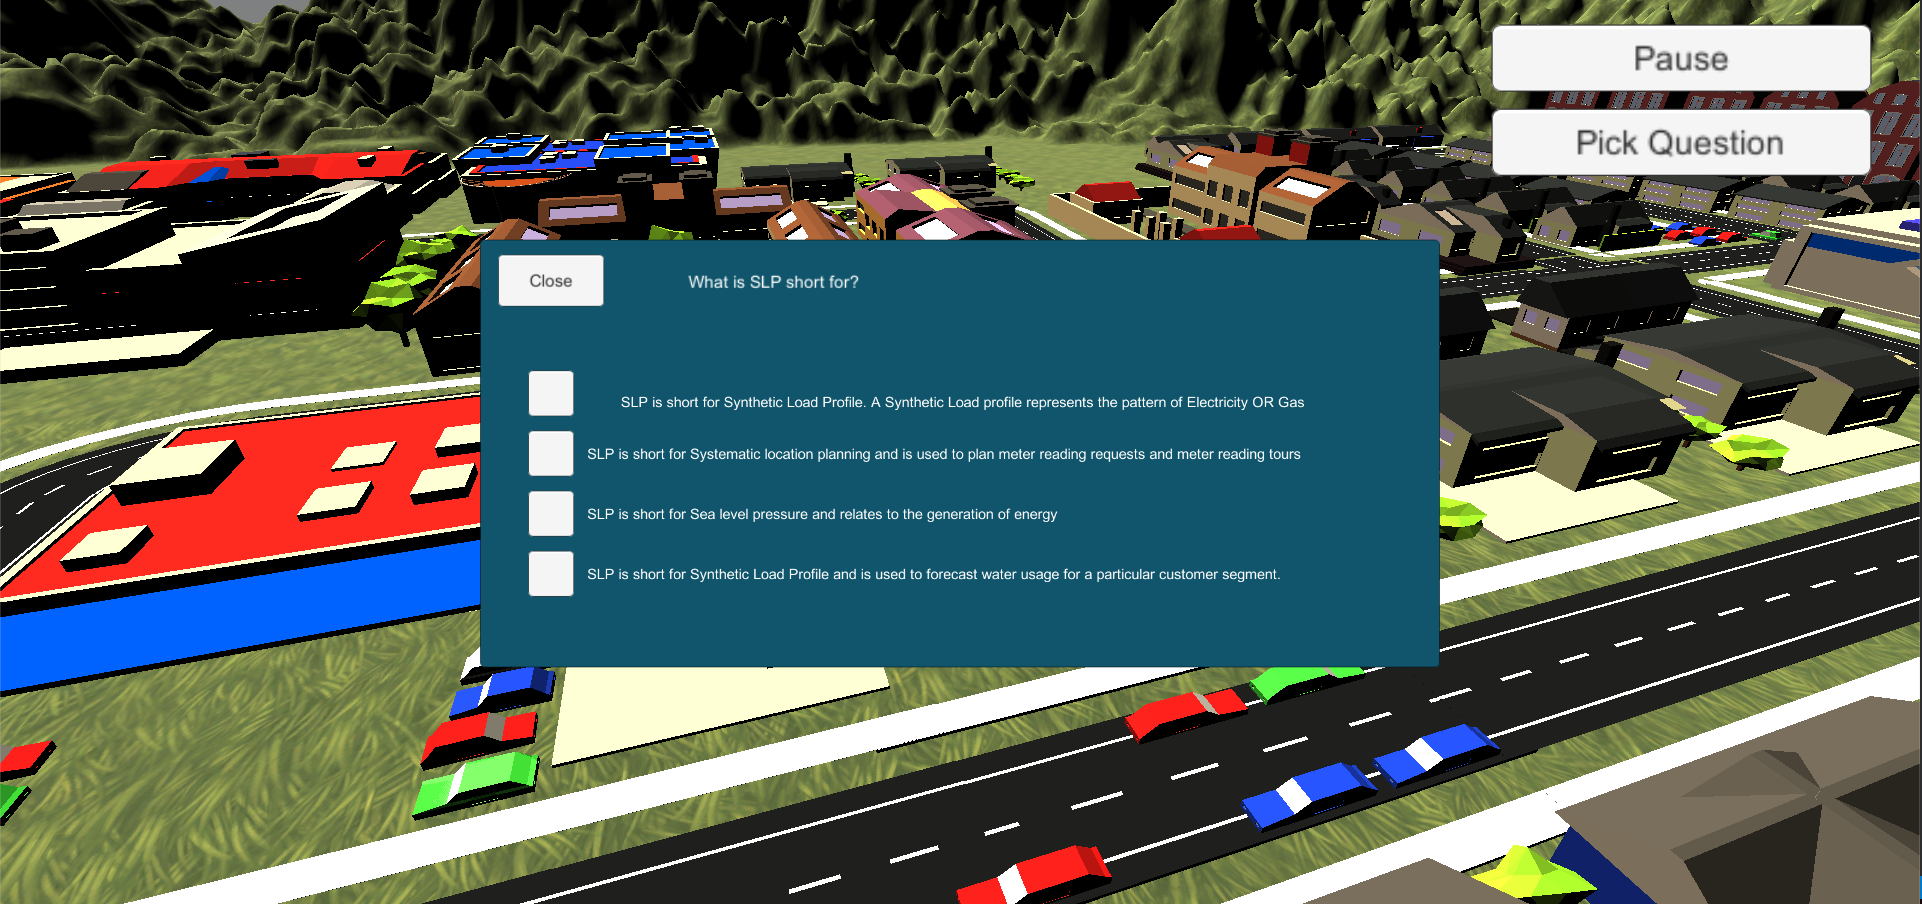 Pause
Pick Question
Close
What is SLP short for?
SLP is short for Synthetic Load Profile. A Synthetic Load profile represents the pattern of Electricity OR Gas
SLP is short for Systematic location planning and is used to plan meter reading requests and meter reading tours
SLP is short for Sea level pressure and relates to the generation of energy
SLP is short for Synthetic Load Profile and is used to forecast water usage for a particular customer segment.